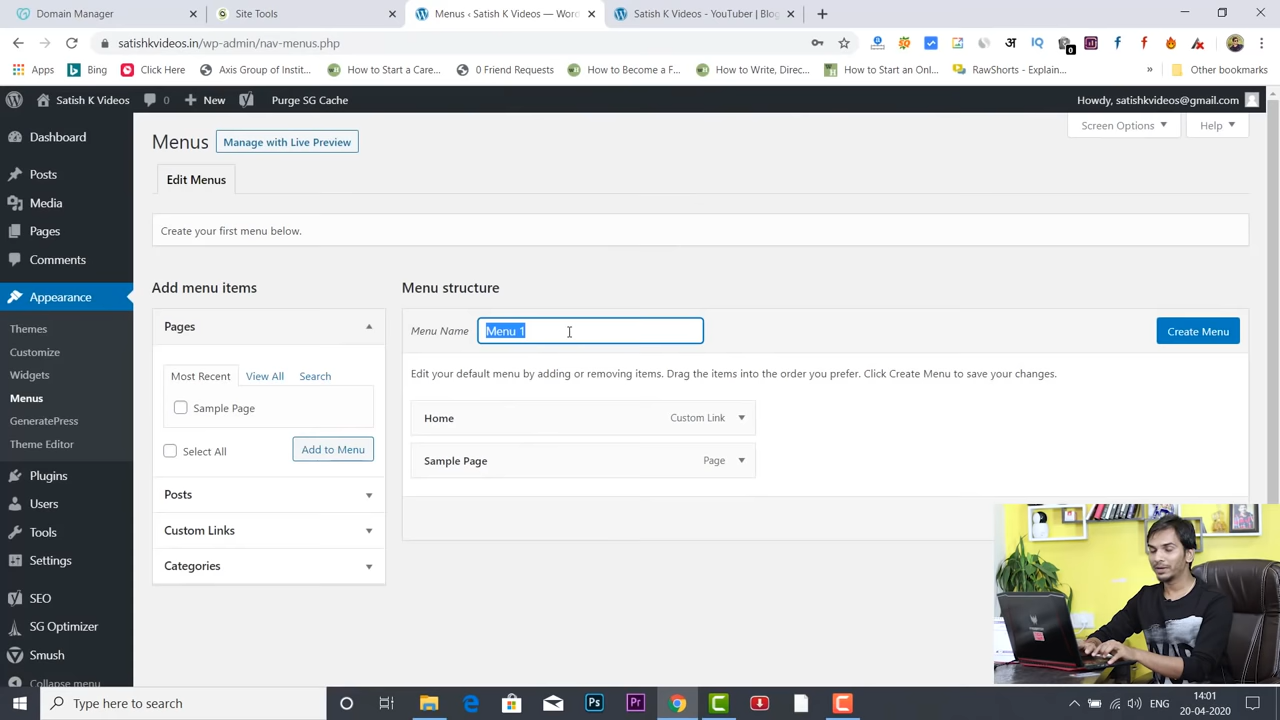 Domain Manager
Site Tools
Menus ‹ Satish K Videos — Wor
Satish K Videos - YouTube | Blog
satishkvideos.in/wp-admin/nav-menus.php
Apps
Bing
Click Here
Axis Group of Instit...
How to Start a Care...
0 Friend Requests
How to Become a F...
How to Write, Direc...
How to Start an Onl...
RawShorts - Explain...
»
Other bookmarks
Satish K Videos
0
+ New
Purge SG Cache
Howdy, satishkvideos@gmail.com
Dashboard
Posts
Media
Pages
Comments
Appearance
Themes
Customize
Widgets
Menus
GeneratePress
Theme Editor
Plugins
Users
Tools
Settings
SEO
SG Optimizer
Smush
Collapse menu
Menus
Manage with Live Preview
Screen Options
Help
Edit Menus
Create your first menu below.
Add menu items
Pages
Most Recent
View All
Search
Sample Page
Select All
Add to Menu
Posts
Custom Links
Categories
Menu structure
Menu Name
Menu 1
Create Menu
Edit your default menu by adding or removing items. Drag the items into the order you prefer. Click Create Menu to save your changes.
Home
Custom Link
Sample Page
Page
Type here to search
Ps
Pr
ENG
14:01
20-04-2020